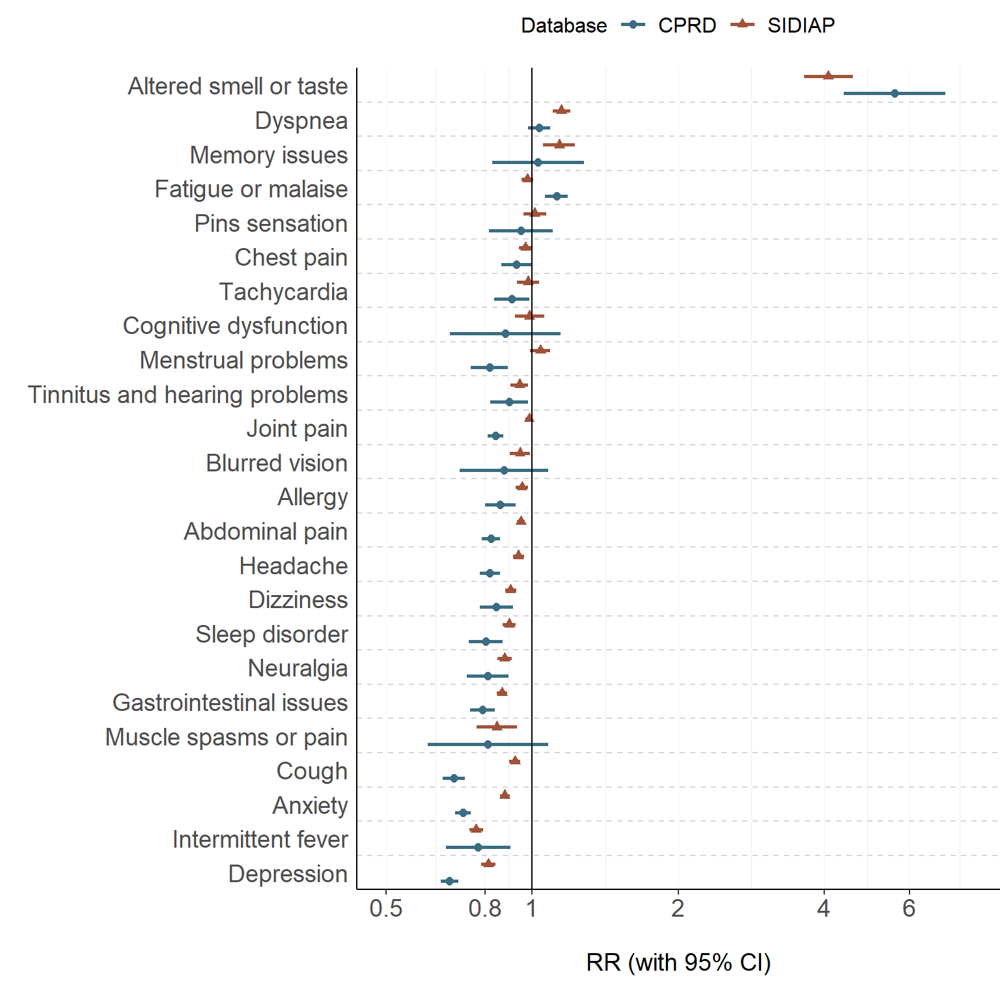 Database CPRD SIDIAP
Altered smell or taste
Dyspnea
Memory issues
Fatigue or malaise
Pins sensation
Chest pain
Tachycardia
Cognitive dysfunction
Menstrual problems
Tinnitus and hearing problems
Joint pain
Blurred vision
Allergy
Abdominal pain
Headache
Dizziness
Sleep disorder
Neuralgia
Gastrointestinal issues
Muscle spasms or pain
Cough
Anxiety
Intermittent fever
Depression
0.5 0.8 1 2 4 6
RR (with 95% CI)